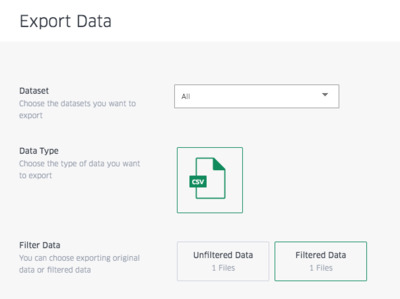 Export Data
Dataset
Choose the datasets you want to
export
All
Data Type
Choose the type of data you want
to export
CSV
Filter Data
You can choose exporting original
data or filtered data
Unfiltered Data
1 Files
Filtered Data
1 Files